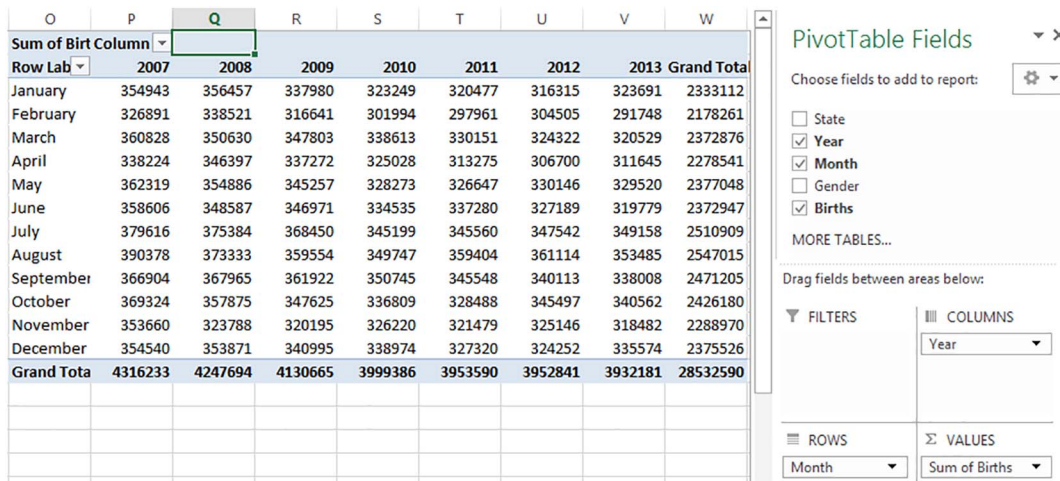 O P Q R S T U V W
Sum of Birt Column
Row Lab 2007 2008 2009 2010 2011 2012 2013 Grand Total
January 354943 356457 337980 323249 320477 316315 323691 2333112
February 326891 338521 316641 301994 297961 304505 291748 2178261
March 360828 350630 347803 338613 330151 324322 320529 2372876
April 338224 346397 337272 325028 313275 306700 311645 2278541
May 362319 354886 345257 328273 326647 330146 329520 2377048
June 358606 348587 346971 334535 337280 327189 319779 2372947
July 379616 375384 368450 345199 345560 347542 349158 2510909
August 390378 373333 359554 349747 359404 361114 353485 2547015
September 366904 367965 361922 350745 345548 340113 338008 2471205
October 369324 357875 347625 336809 328488 345497 340562 2426180
November 353660 323788 320195 326220 321479 325146 318482 2288970
December 354540 353871 340995 338974 327320 324252 335574 2375526
Grand Tota 4316233 4247694 4130665 3999386 3953590 3952841 3932181 28532590
PivotTable Fields
Choose fields to add to report:
State
Year
Month
Gender
Births
MORE TABLES...
Drag fields between areas below:
FILTERS
COLUMNS
Year
ROWS
Month
Σ VALUES
Sum of Births